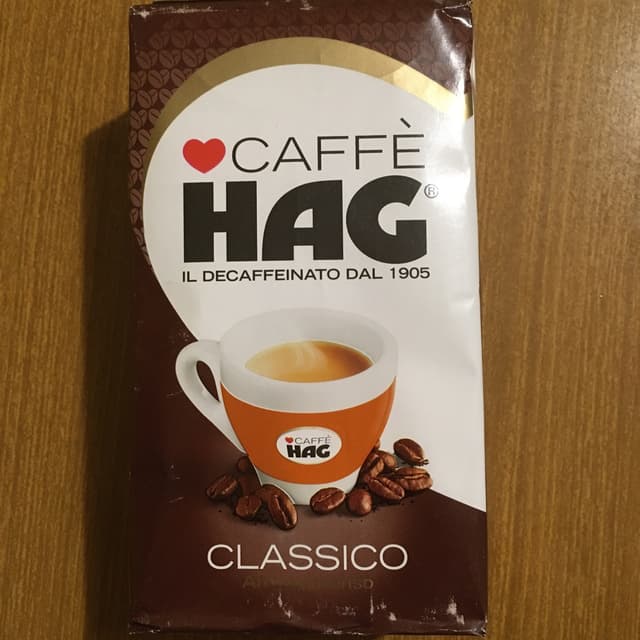 CAFFÈ
HAG®
IL DECAFFEINATO DAL 1905
CAFFÈ
HAG
CLASSICO